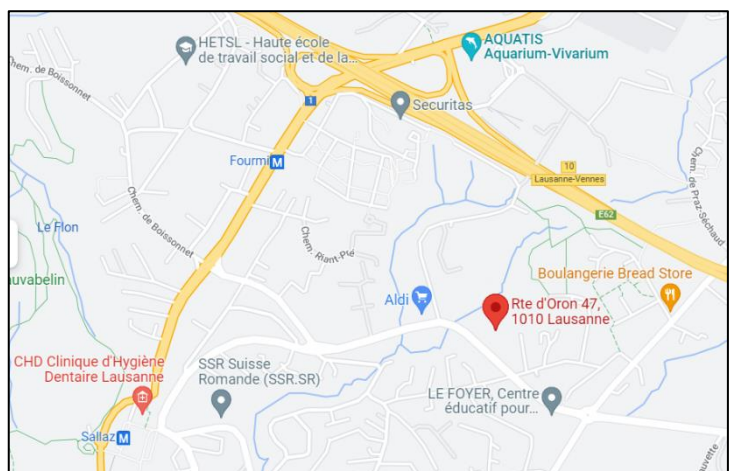 HETSL - Haute école
de travail social et de la...
AQUATIS
Aquarium-Vivarium
Chem. de Boissonnet
1
Securitas
Fourmi M
10
Lausanne-Vennes
Chem. de Praz-Séchaud
E62
Le Flon
Chem. de Boissonnet
Chem. Riant-Pié
auvabelin
Boulangerie Bread Store
Aldi
Rte d'Oron 47,
1010 Lausanne
CHD Clinique d'Hygiène
Dentaire Lausanne
SSR Suisse
Romande (SSR.SR)
LE FOYER, Centre
éducatif pour...
Sallaz M
uvette